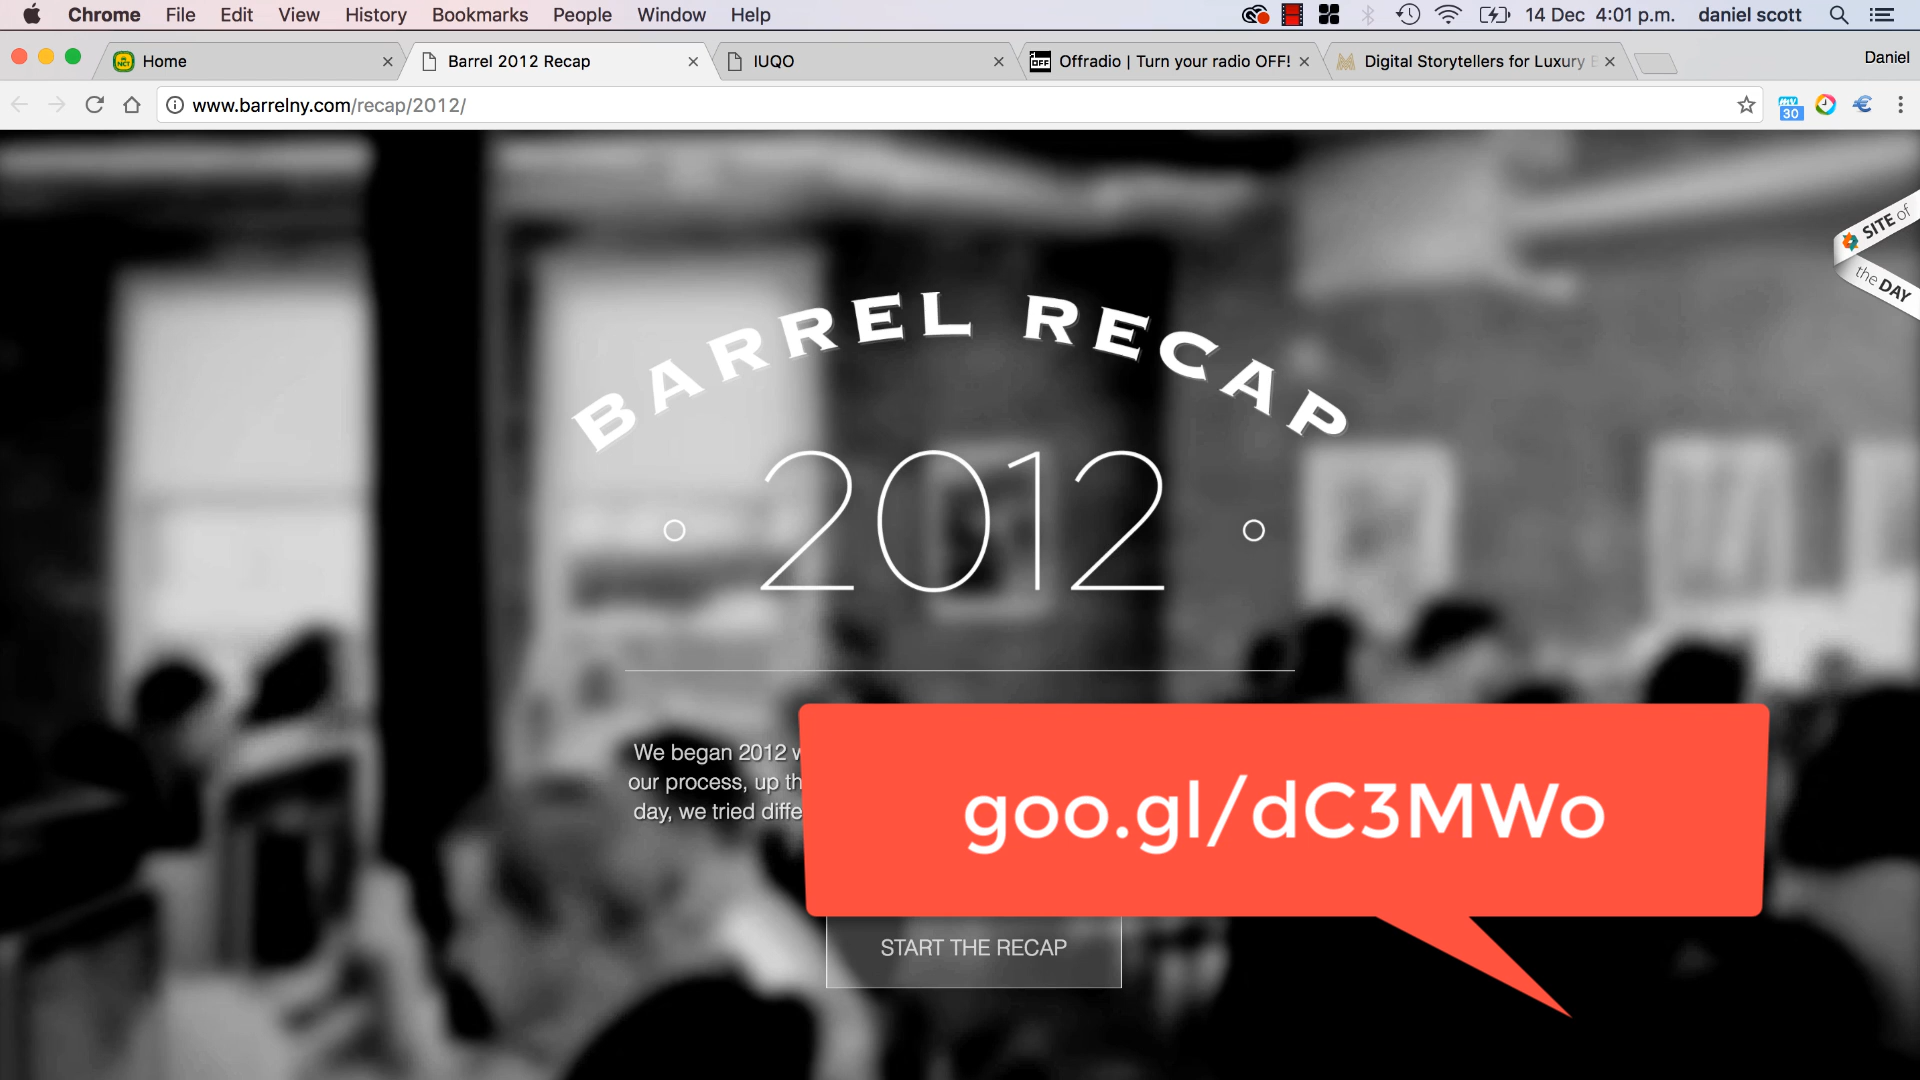 Chrome File Edit View History Bookmarks People Window Help 14 Dec 4:01 p.m. daniel scott
Home Barrel 2012 Recap IUQO Offradio | Turn your radio OFF! Digital Storytellers for Luxury Daniel
www.barrelny.com/recap/2012/ 30
SITE of
the DAY
BARREL RECAP
2012
We began 2012 w
our process, up th
day, we tried diffe
goo.gl/dC3MWo
START THE RECAP